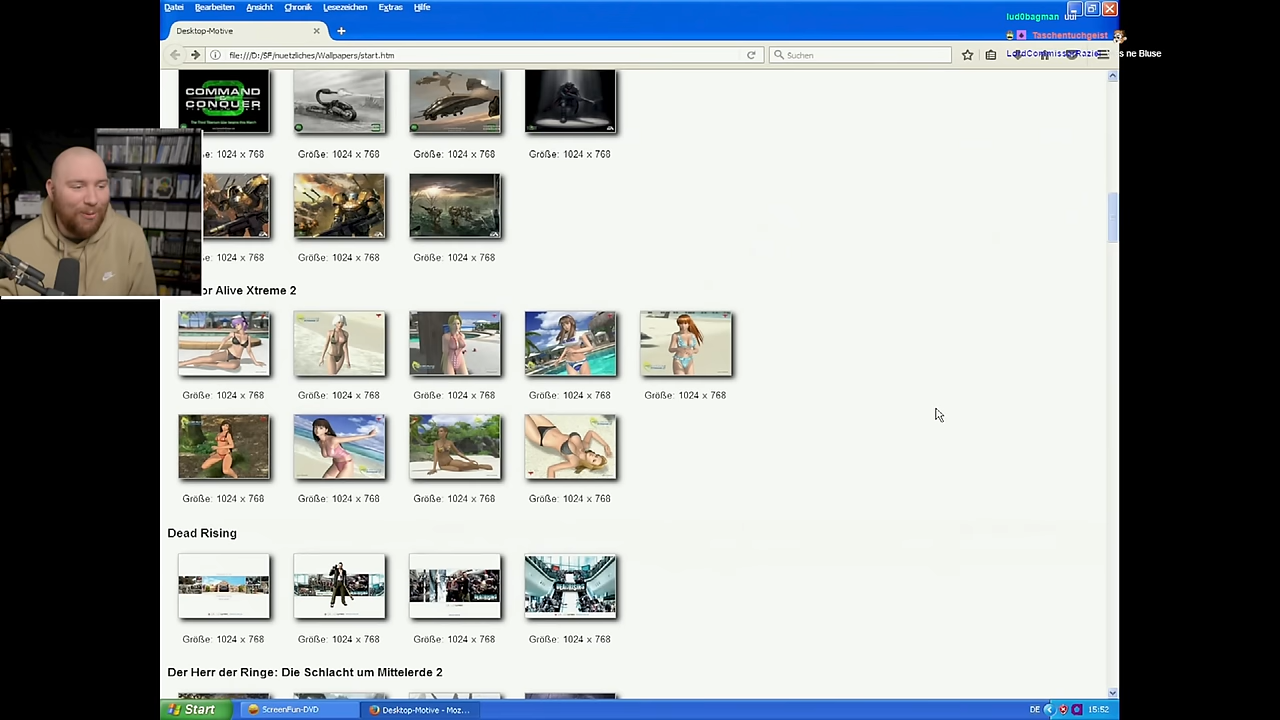 Datei Bearbeiten Ansicht Chronik Lesezeichen Extras Hilfe
lud0bagman uui
Desktop-Motive
Taschentuchgeist
file:///D:/SF/nuetzliches/Wallpapers/start.htm
Suchen
s ne Bluse
COMMAND
CONQUER
Größe: 1024 x 768
Größe: 1024 x 768
Größe: 1024 x 768
e: 1024 x 768
e: 1024 x 768
Größe: 1024 x 768
Größe: 1024 x 768
or Alive Xtreme 2
Größe: 1024 x 768
Größe: 1024 x 768
Größe: 1024 x 768
Größe: 1024 x 768
Größe: 1024 x 768
Größe: 1024 x 768
Größe: 1024 x 768
Größe: 1024 x 768
Größe: 1024 x 768
Dead Rising
Größe: 1024 x 768
Größe: 1024 x 768
Größe: 1024 x 768
Größe: 1024 x 768
Der Herr der Ringe: Die Schlacht um Mittelerde 2
Start
ScreenFun-DVD
Desktop-Motive - Moz...
DE
15:52